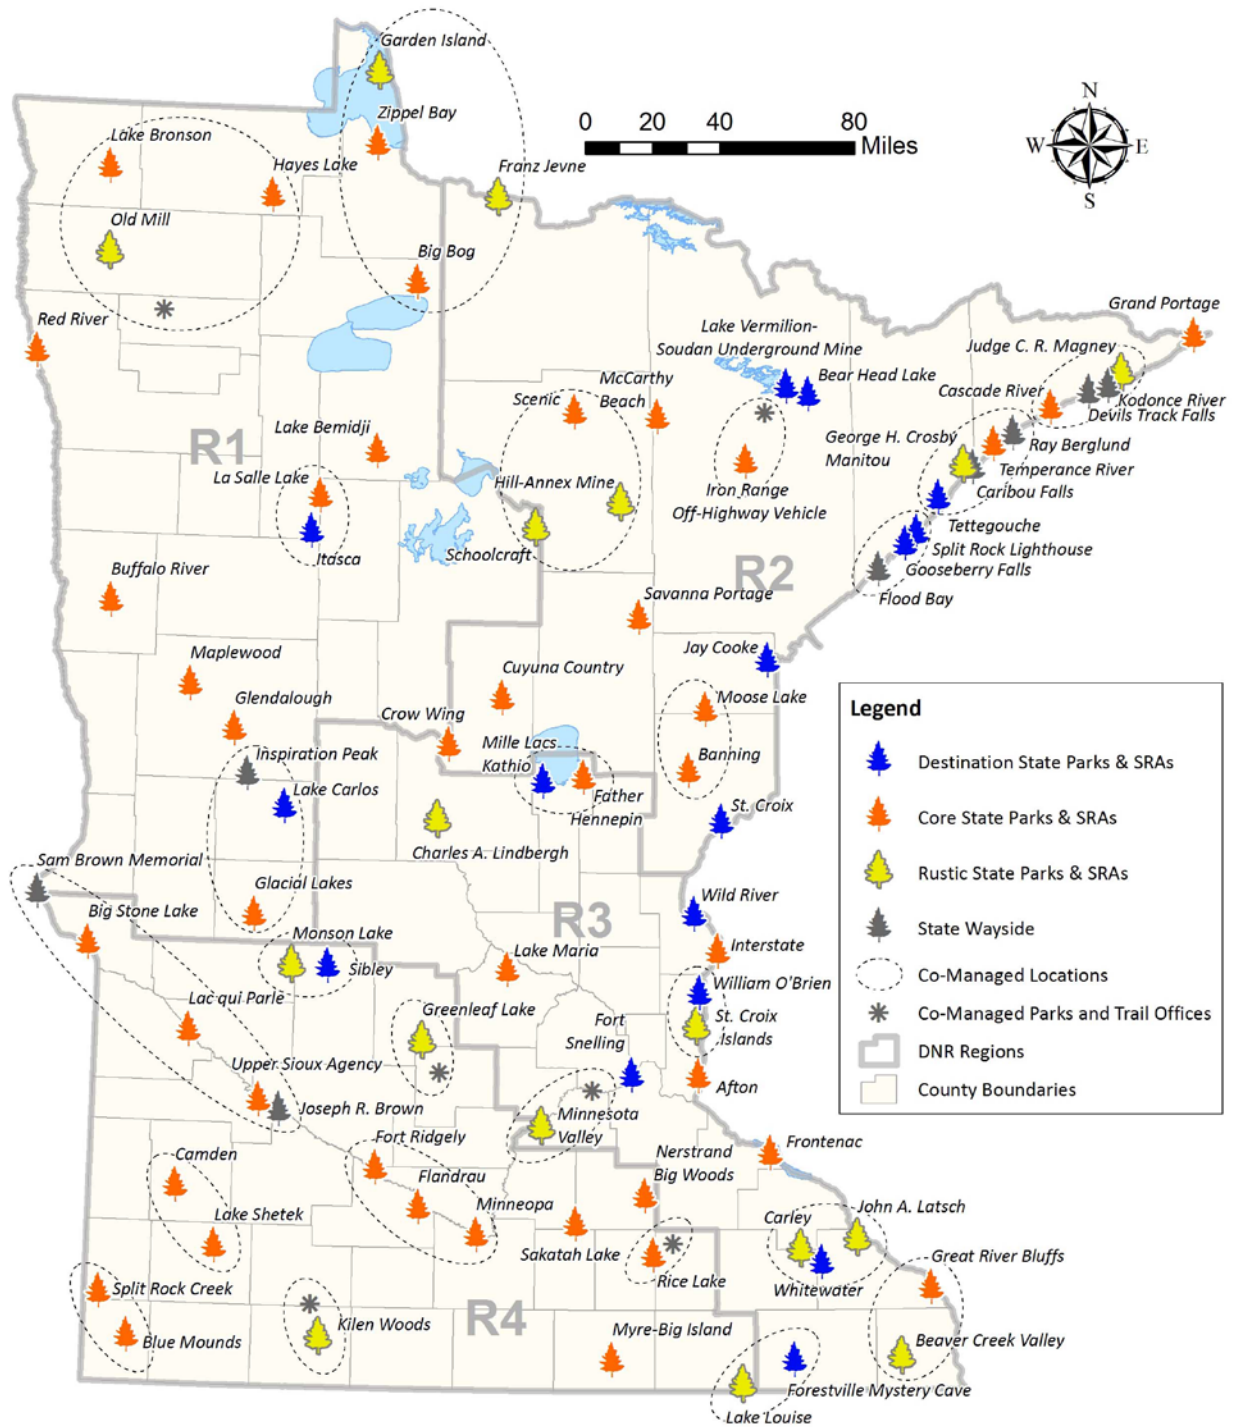 Garden Island
Zippel Bay
Lake Bronson
Hayes Lake
Franz Jevne
Old Mill
Big Bog
Red River
0 20 40 80
Miles
N
W E
S
Grand Portage
Lake Vermilion-
Soudan Underground Mine
Judge C. R. Magney
Bear Head Lake
McCarthy
Beach
Scenic
Cascade River
Kodonce River
Devils Track Falls
Lake Bemidji
R1
George H. Crosby
Manitou
Ray Berglund
Temperance River
La Salle Lake
Hill-Annex Mine
Iron Range
Off-Highway Vehicle
Caribou Falls
Tettegouche
Schoolcraft
Itasca
Split Rock Lighthouse
Gooseberry Falls
Buffalo River
R2
Flood Bay
Savanna Portage
Maplewood
Jay Cooke
Cuyuna Country
Glendalough
Moose Lake
Crow Wing
Mille Lacs
Kathio
Inspiration Peak
Banning
Lake Carlos
Father
Hennepin
St. Croix
Charles A. Lindbergh
Sam Brown Memorial
Glacial Lakes
Wild River
Big Stone Lake
R3
Monson Lake
Lake Maria
Interstate
Sibley
William O'Brien
Lac qui Parle
Greenleaf Lake
Fort
Snelling
St. Croix
Islands
Upper Sioux Agency
Afton
Joseph R. Brown
Minnesota
Valley
Fort Ridgely
Frontenac
Camden
Flandrau
Nerstrand
Big Woods
Minneopa
John A. Latsch
Lake Shetek
Carley
Sakatah Lake
Great River Bluffs
Rice Lake
Whitewater
Split Rock Creek
R4
Kilen Woods
Blue Mounds
Myre-Big Island
Beaver Creek Valley
Forestville Mystery Cave
Lake Louise
Legend
Destination State Parks & SRAs
Core State Parks & SRAs
Rustic State Parks & SRAs
State Wayside
Co-Managed Locations
Co-Managed Parks and Trail Offices
DNR Regions
County Boundaries